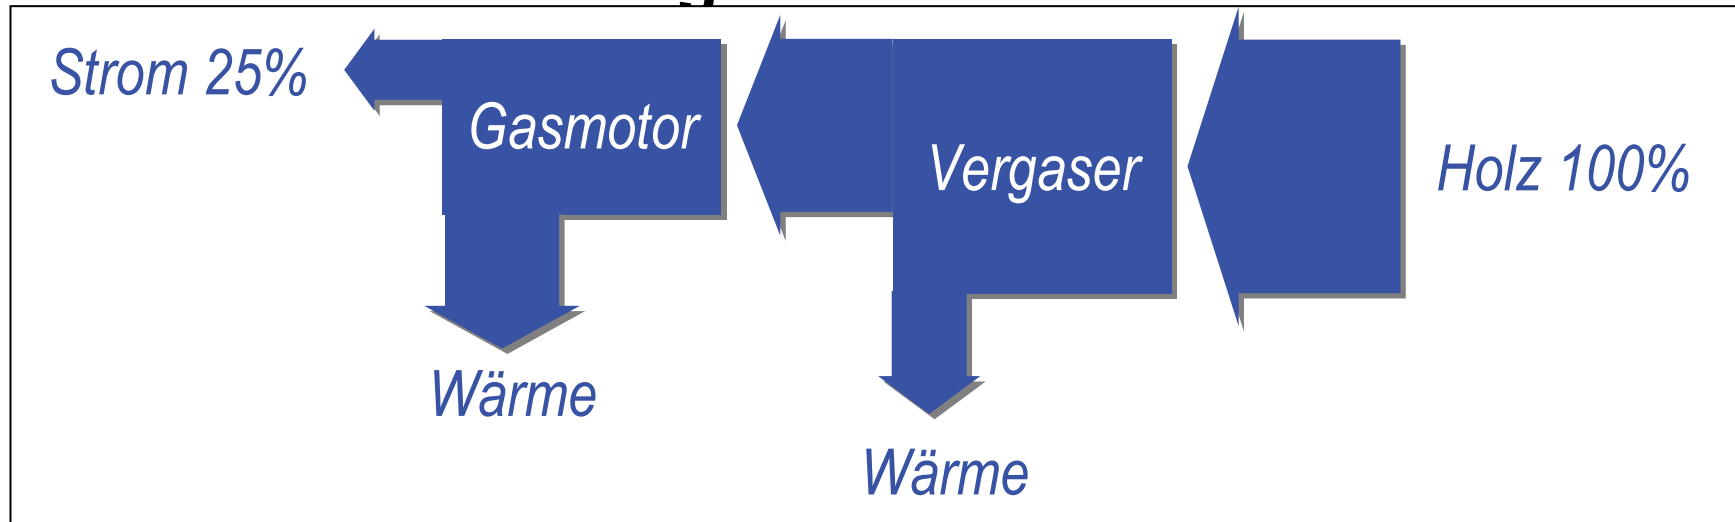 Strom 25%
Gasmotor
Vergaser
Holz 100%
Wärme
Wärme